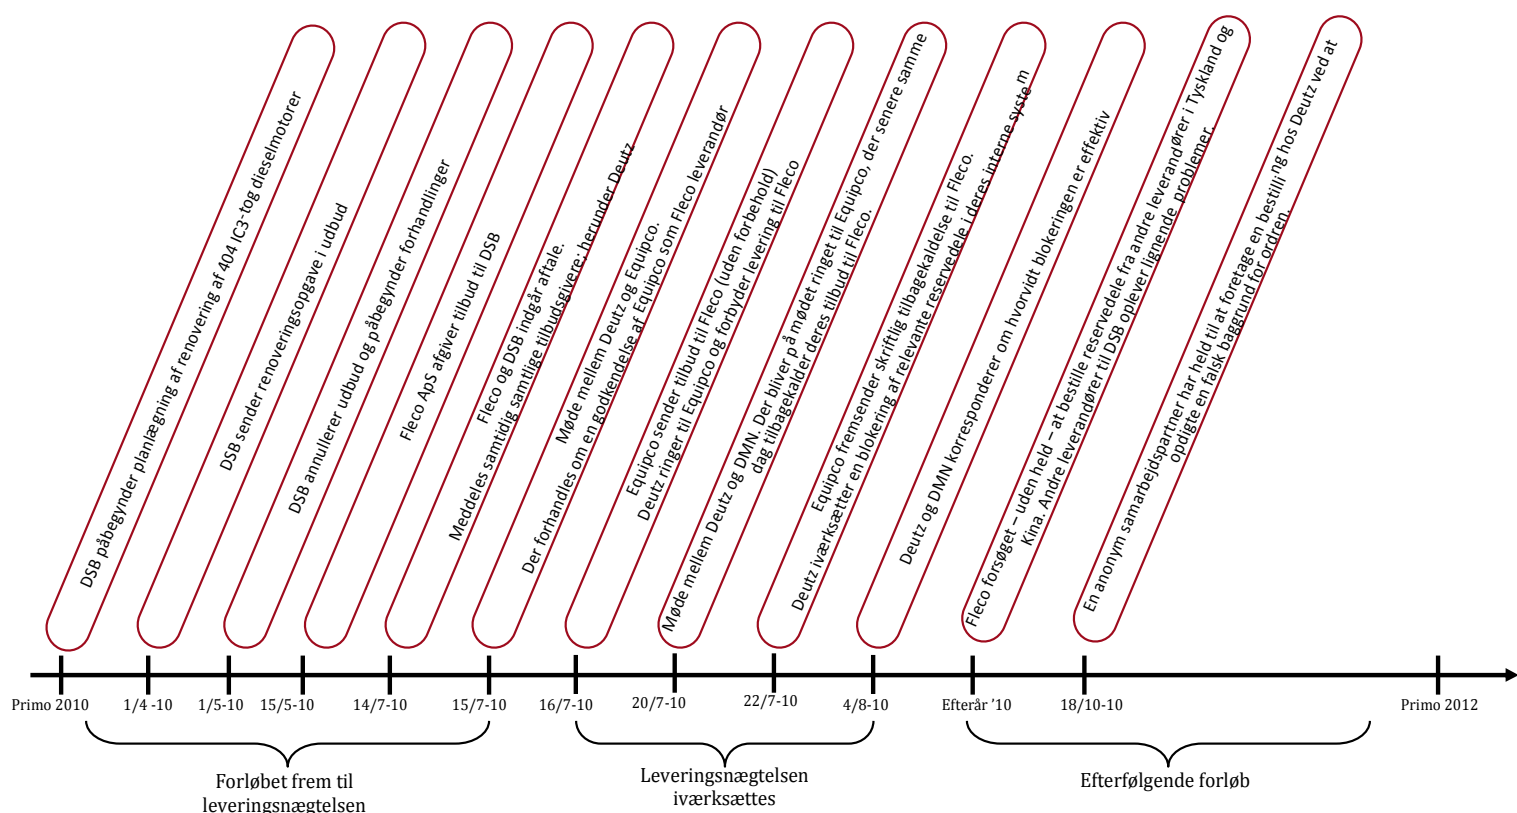 DSB påbegynder planlægning af renovering af 404 IC3-tog dieselmotorer
DSB sender renoveringsopgave i udbud
DSB annullerer udbud og påbegynder forhandlinger
Fleco ApS afgiver tilbud til DSB
Fleco og DSB indgår aftale.
Meddeles samtidig samtlige tilbudsgivere; herunder Deutz
Møde mellem Deutz og Equipco.
Der forhandles om en godkendelse af Equipco som Fleco leverandør
Equipco sender tilbud til Fleco (uden forbehold)
Deutz ringer til Equipco og forbyder levering til Fleco
Møde mellem Deutz og DMN. Der bliver på mødet ringet til Equipco, der senere samme
dag tilbagekalder deres tilbud til Fleco.
Equipco fremsender skriftlig tilbagekaldelse til Fleco.
Deutz iværksætter en blokering af relevante reservedele i deres interne system
Deutz og DMN korresponderer om hvorvidt blokeringen er effektiv
Fleco forsøget – uden held – at bestille reservedele fra andre leverandører i Tyskland og
Kina. Andre leverandører til DSB oplever lignende problemer.
En anonym samarbejdspartner har held til at foretage en bestilling hos Deutz ved at
opdigte en falsk baggrund for ordren.
Primo 2010
1/4-10
1/5-10
15/5-10
14/7-10
15/7-10
16/7-10
20/7-10
22/7-10
4/8-10
Efterår ’10
18/10-10
Primo 2012
Forløbet frem til
leveringsnægtelsen
Leveringsnægtelsen
iværksættes
Efterfølgende forløb